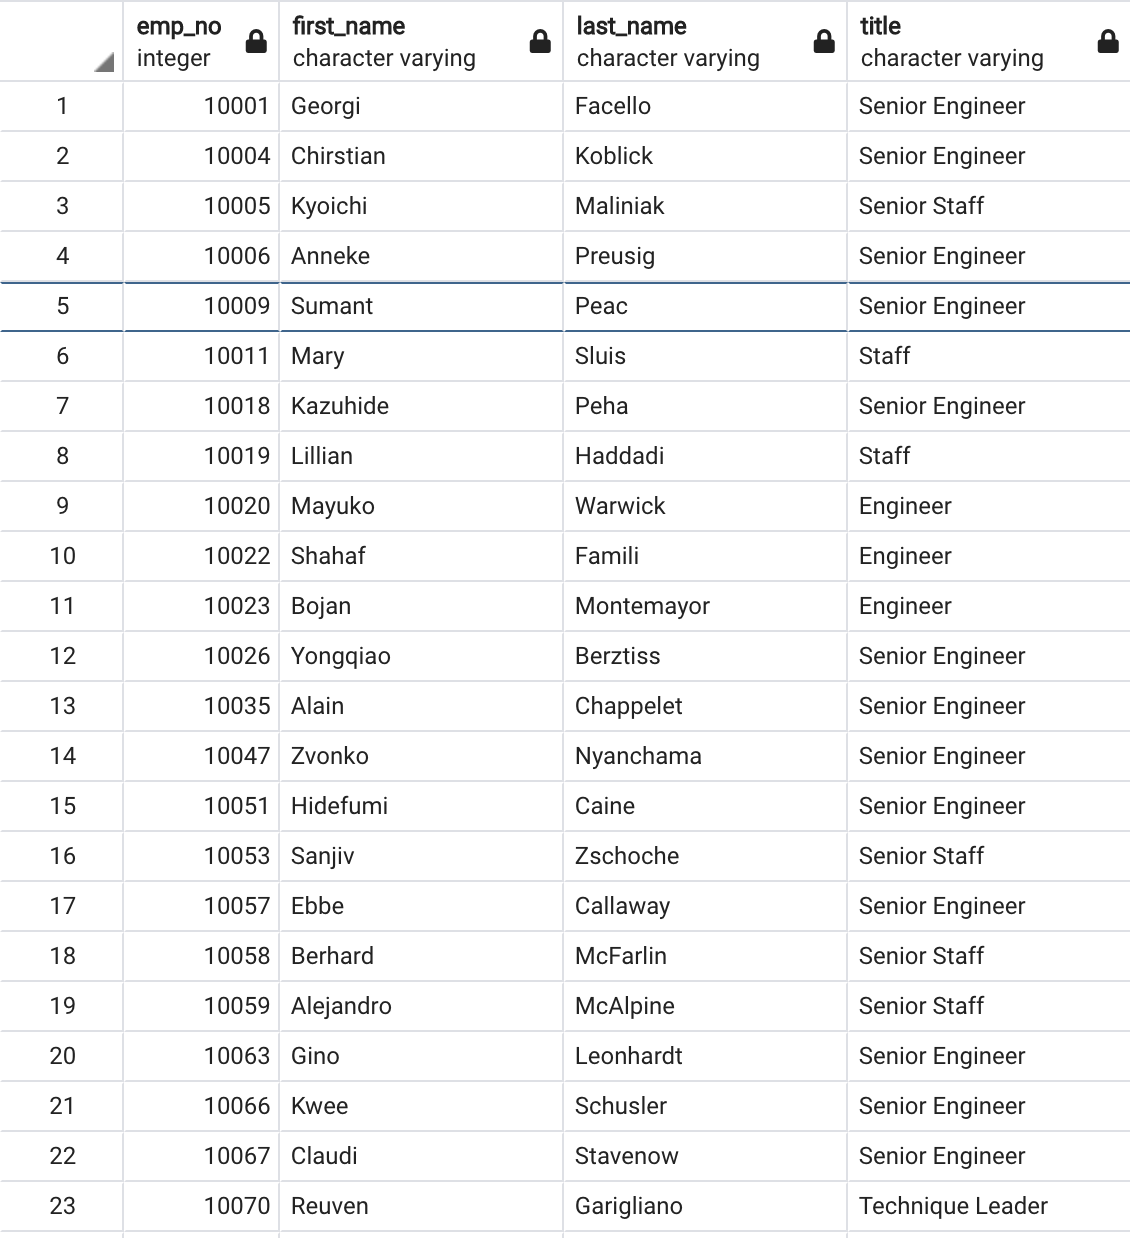 emp_no first_name last_name title
integer character varying character varying character varying
1 10001 Georgi Facello Senior Engineer
2 10004 Chirstian Koblick Senior Engineer
3 10005 Kyoichi Maliniak Senior Staff
4 10006 Anneke Preusig Senior Engineer
5 10009 Sumant Peac Senior Engineer
6 10011 Mary Sluis Staff
7 10018 Kazuhide Peha Senior Engineer
8 10019 Lillian Haddadi Staff
9 10020 Mayuko Warwick Engineer
10 10022 Shahaf Famili Engineer
11 10023 Bojan Montemayor Engineer
12 10026 Yongqiao Berztiss Senior Engineer
13 10035 Alain Chappelet Senior Engineer
14 10047 Zvonko Nyanchama Senior Engineer
15 10051 Hidefumi Caine Senior Engineer
16 10053 Sanjiv Zschoche Senior Staff
17 10057 Ebbe Callaway Senior Engineer
18 10058 Berhard McFarlin Senior Staff
19 10059 Alejandro McAlpine Senior Staff
20 10063 Gino Leonhardt Senior Engineer
21 10066 Kwee Schusler Senior Engineer
22 10067 Claudi Stavenow Senior Engineer
23 10070 Reuven Garigliano Technique Leader